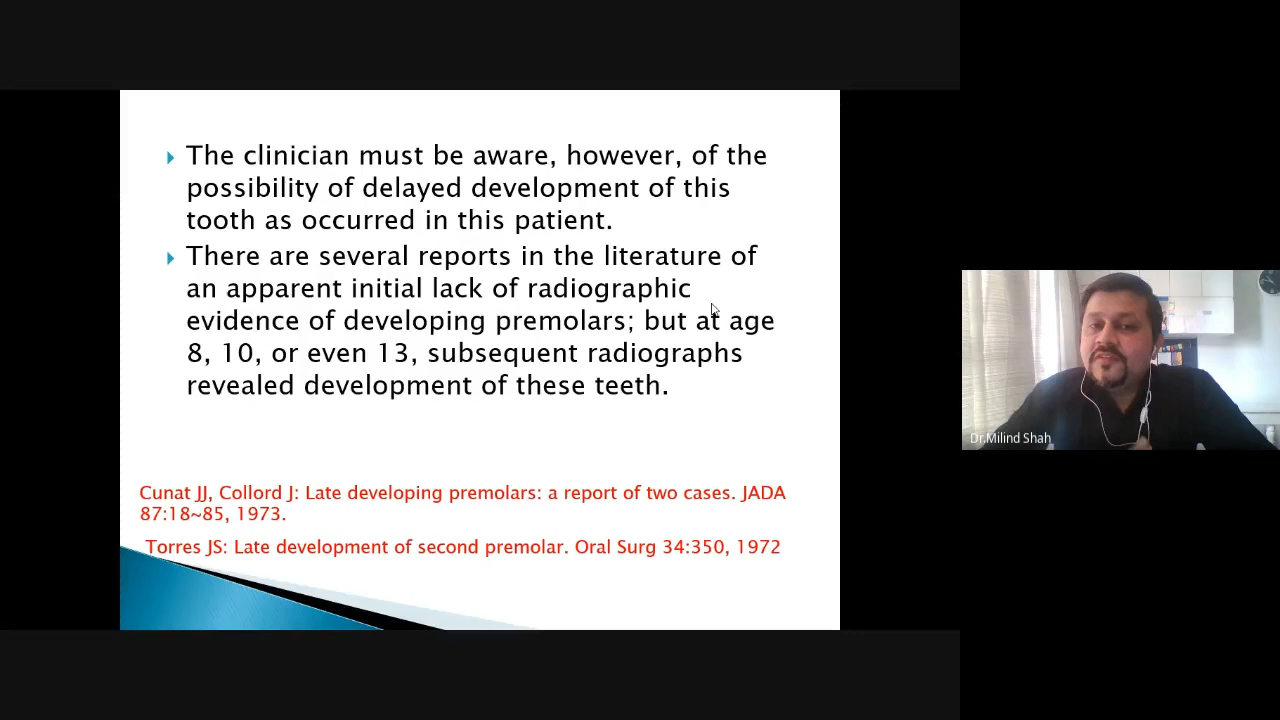 The clinician must be aware, however, of the
possibility of delayed development of this
tooth as occurred in this patient.
There are several reports in the literature of
an apparent initial lack of radiographic
evidence of developing premolars; but at age
8, 10, or even 13, subsequent radiographs
revealed development of these teeth.
Cunat JJ, Collord J: Late developing premolars: a report of two cases. JADA
87:18~85, 1973.
Torres JS: Late development of second premolar. Oral Surg 34:350, 1972
Dr.Milind Shah